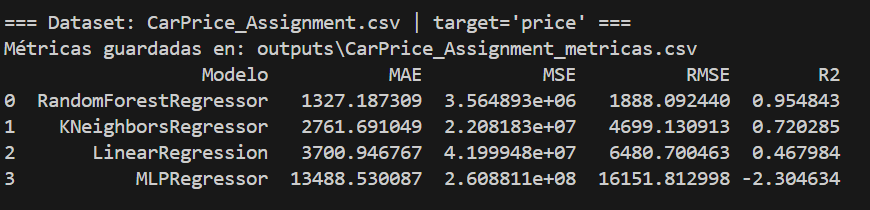 === Dataset: CarPrice_Assignment.csv | target='price' ===
Métricas guardadas en: outputs\CarPrice_Assignment_metricas.csv
Modelo MAE MSE RMSE R2
0 RandomForestRegressor 1327.187309 3.564893e+06 1888.092440 0.954843
1 KNeighborsRegressor 2761.691049 2.208183e+07 4699.130913 0.720285
2 LinearRegression 3700.946767 4.199948e+07 6480.700463 0.467984
3 MLPRegressor 13488.530087 2.608811e+08 16151.812998 -2.304634